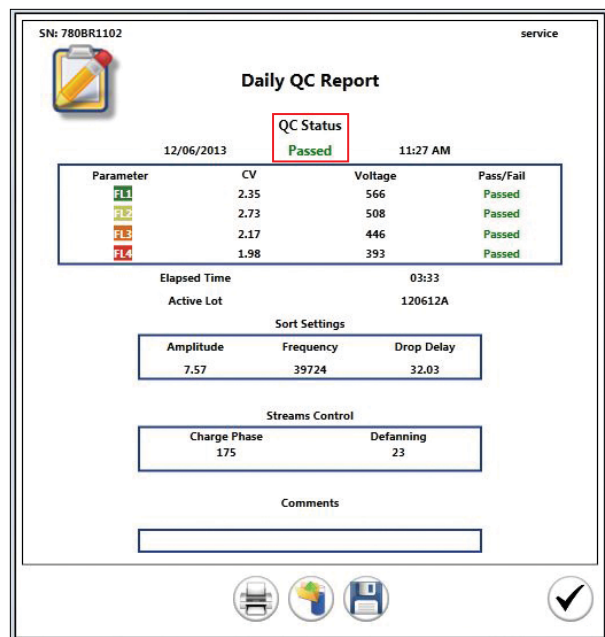 SN: 780BR1102 service
Daily QC Report
QC Status
12/06/2013 Passed 11:27 AM
Parameter CV Voltage Pass/Fail
FL1 2.35 566 Passed
FL2 2.73 508 Passed
FL3 2.17 446 Passed
FL4 1.98 393 Passed
Elapsed Time 03:33
Active Lot 120612A
Sort Settings
Amplitude Frequency Drop Delay
7.57 39724 32.03
Streams Control
Charge Phase Defanning
175 23
Comments